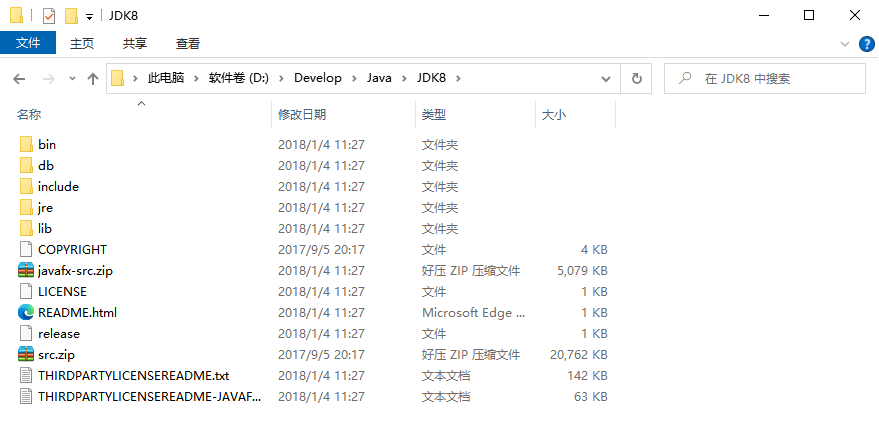 JDK8
文件 主页 共享 查看
此电脑 软件卷 (D:) Develop Java JDK8 在 JDK8 中搜索
名称 修改日期 类型 大小
bin 2018/1/4 11:27 文件夹
db 2018/1/4 11:27 文件夹
include 2018/1/4 11:27 文件夹
jre 2018/1/4 11:27 文件夹
lib 2018/1/4 11:27 文件夹
COPYRIGHT 2017/9/5 20:17 文件 4 KB
javafx-src.zip 2018/1/4 11:27 好压 ZIP 压缩文件 5,079 KB
LICENSE 2018/1/4 11:27 文件 1 KB
README.html 2018/1/4 11:27 Microsoft Edge ... 1 KB
release 2018/1/4 11:27 文件 1 KB
src.zip 2017/9/5 20:17 好压 ZIP 压缩文件 20,762 KB
THIRDPARTYLICENSEREADME.txt 2018/1/4 11:27 文本文档 142 KB
THIRDPARTYLICENSEREADME-JAVAF... 2018/1/4 11:27 文本文档 63 KB